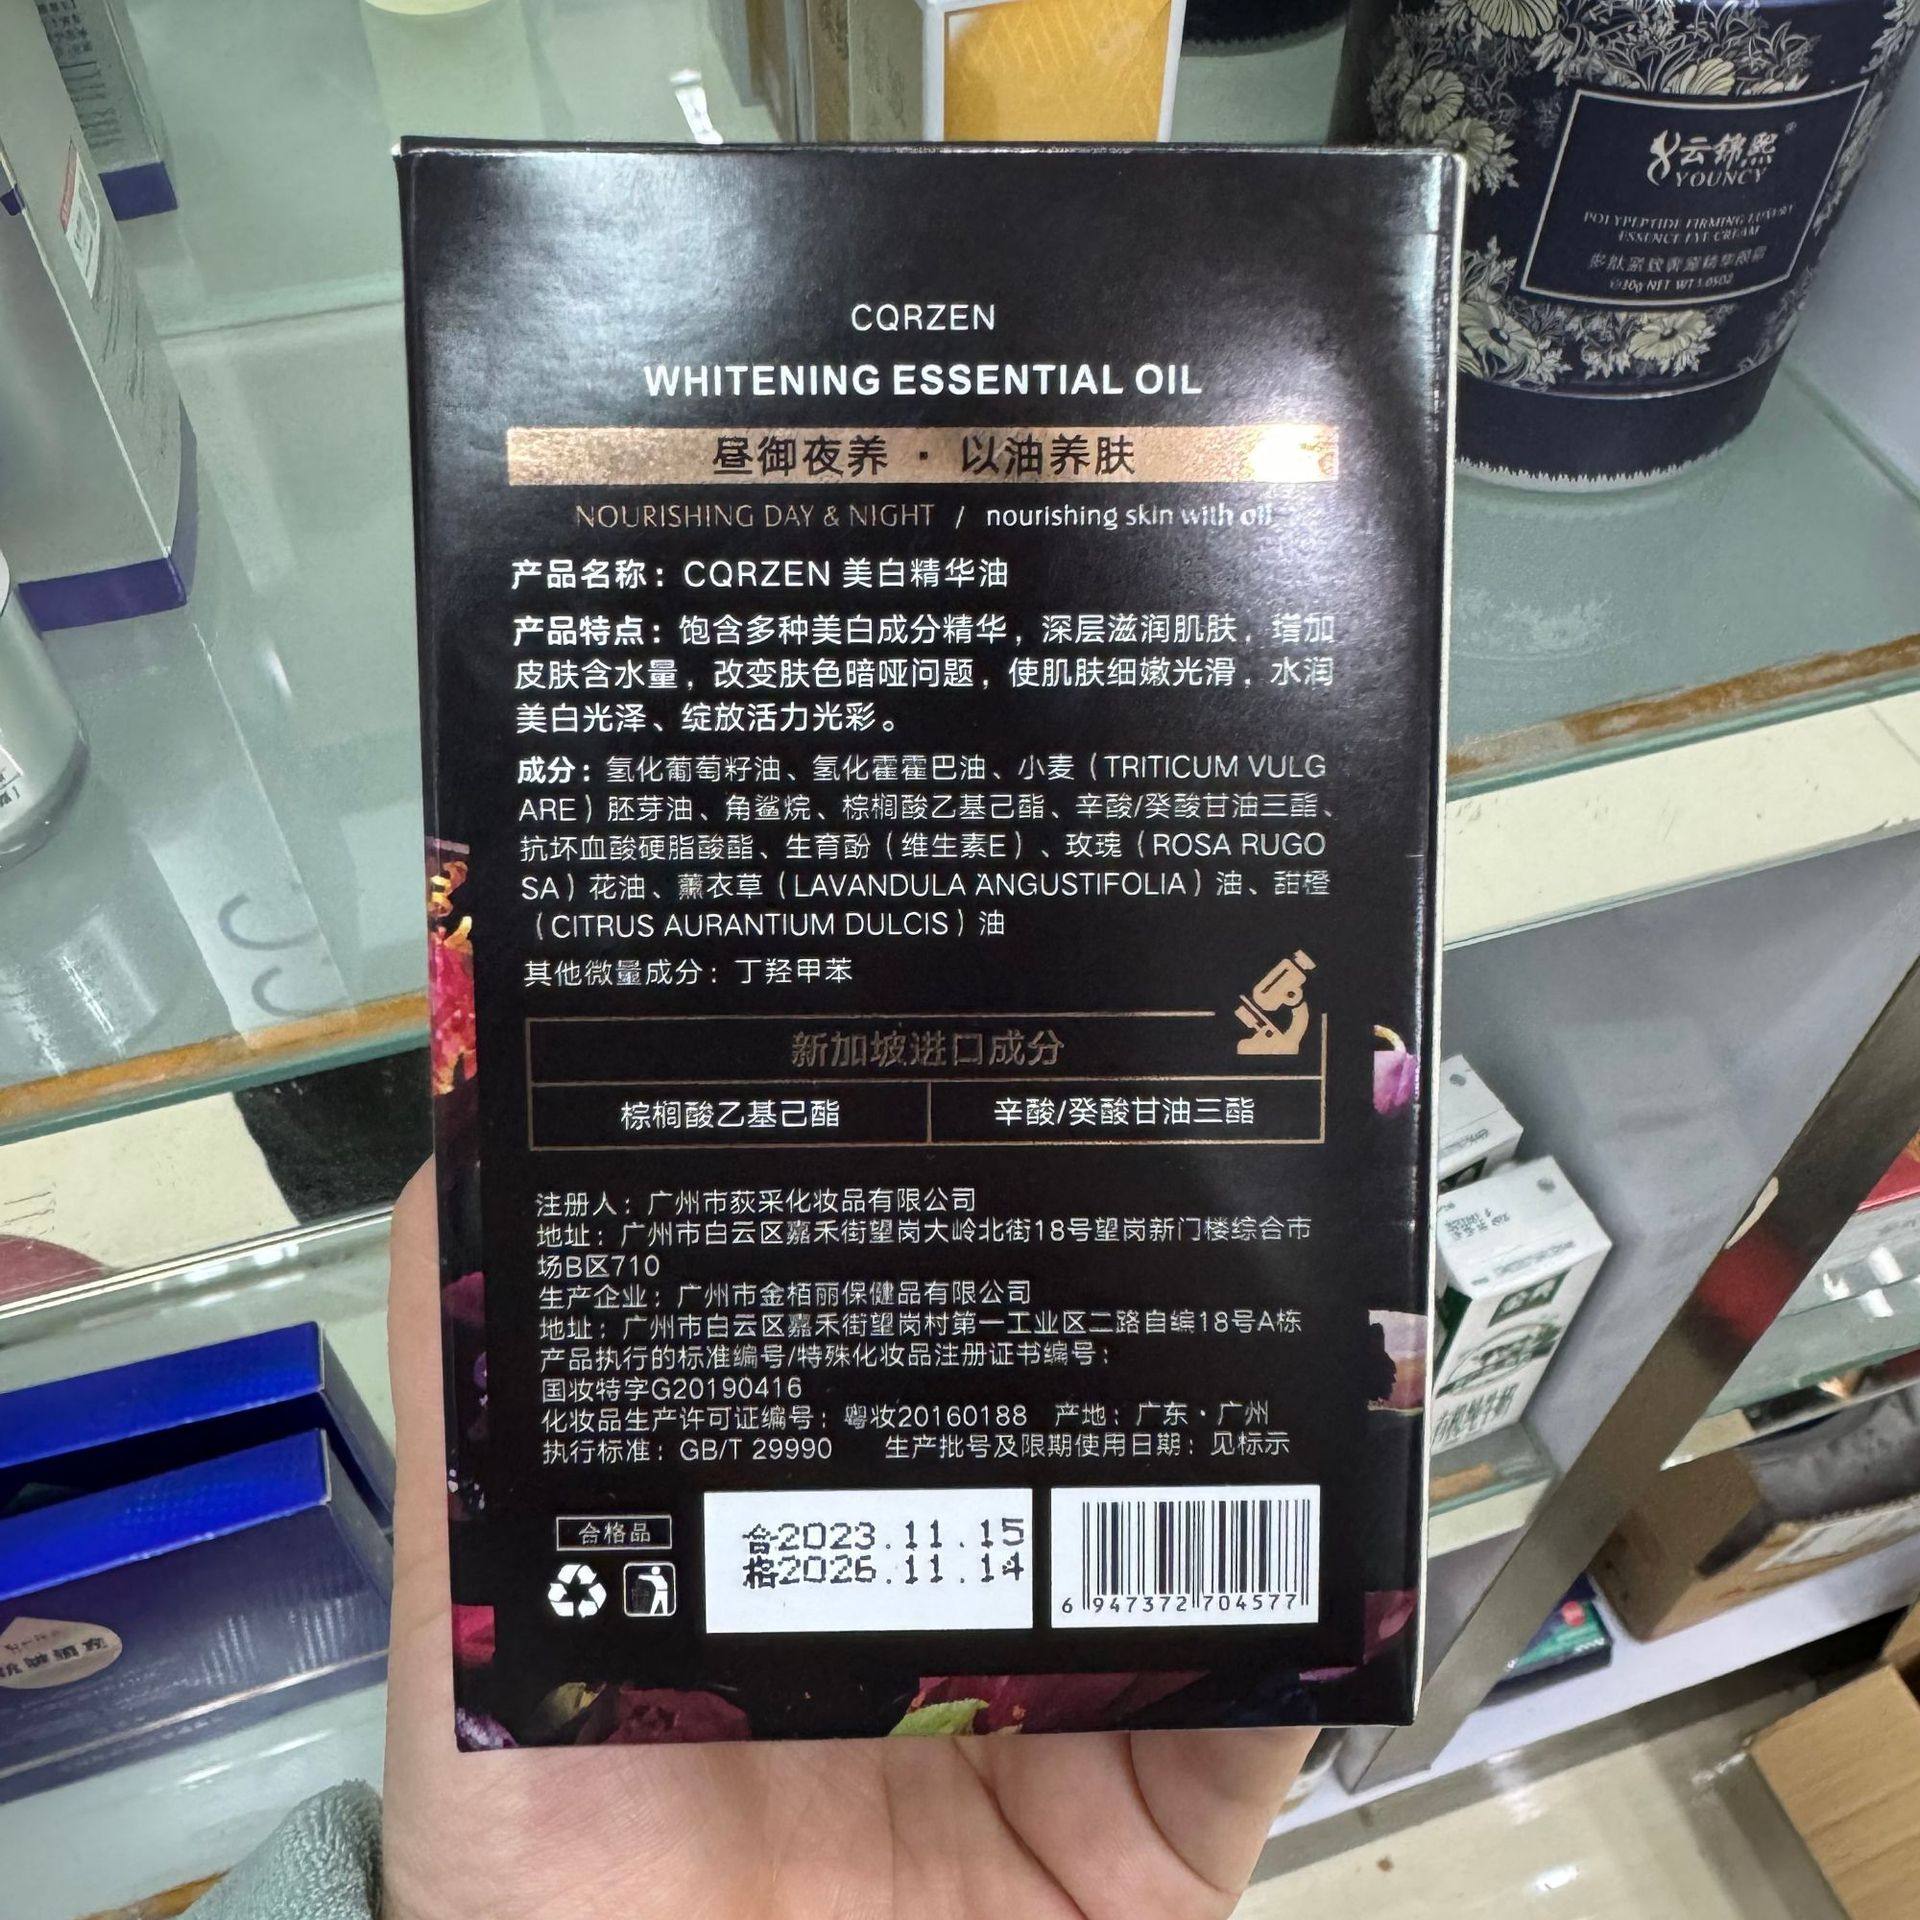 云锦熙
YOUNCY
POLYPEPTIDE FIRMING LUXURY
ESSENCE EYE CREAM
30g NET WT 1.05OZ
CQRZEN
WHITENING ESSENTIAL OIL
昼御夜养 · 以油养肤
NOURISHING DAY & NIGHT / nourishing skin with oil
产品名称：CQRZEN 美白精华油
产品特点：饱含多种美白成分精华，深层滋润肌肤，增加
皮肤含水量，改变肤色暗哑问题，使肌肤细嫩光滑，水润
美白光泽、绽放活力光彩。
成分：氢化葡萄籽油、氢化霍霍巴油、小麦（TRITICUM VULG
ARE）胚芽油、角鲨烷、棕榈酸乙基己酯、辛酸/癸酸甘油三酯、
抗坏血酸硬脂酸酯、生育酚（维生素E）、玫瑰（ROSA RUGO
SA）花油、薰衣草（LAVANDULA ANGUSTIFOLIA）油、甜橙
（CITRUS AURANTIUM DULCIS）油
其他微量成分：丁羟甲苯
新加坡进口成分
棕榈酸乙基己酯 辛酸/癸酸甘油三酯
注册人：广州市荻采化妆品有限公司
地址：广州市白云区嘉禾街望岗大岭北街18号望岗新门楼综合市
场B区710
生产企业：广州市金栢丽保健品有限公司
地址：广州市白云区嘉禾街望岗村第一工业区二路自编18号A栋
产品执行的标准编号/特殊化妆品注册证书编号：
国妆特字G20190416
化妆品生产许可证编号：粤妆20160188 产地：广东·广州
执行标准：GB/T 29990 生产批号及限期使用日期：见标示
合格品
合2023.11.15
格2026.11.14
6 947372 704577